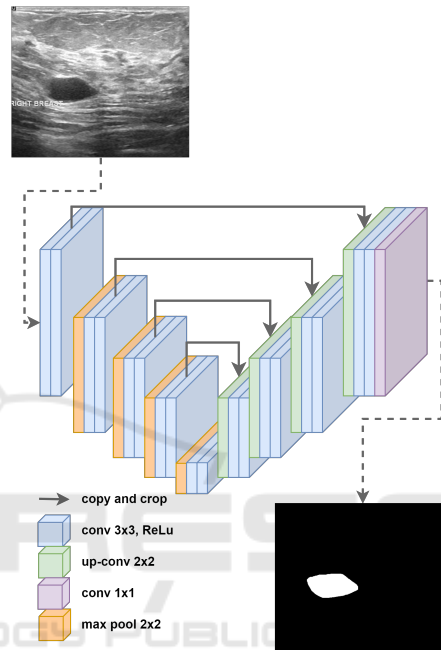 RIGHT BREAST
copy and crop
conv 3x3, ReLu
up-conv 2x2
conv 1x1
max pool 2x2